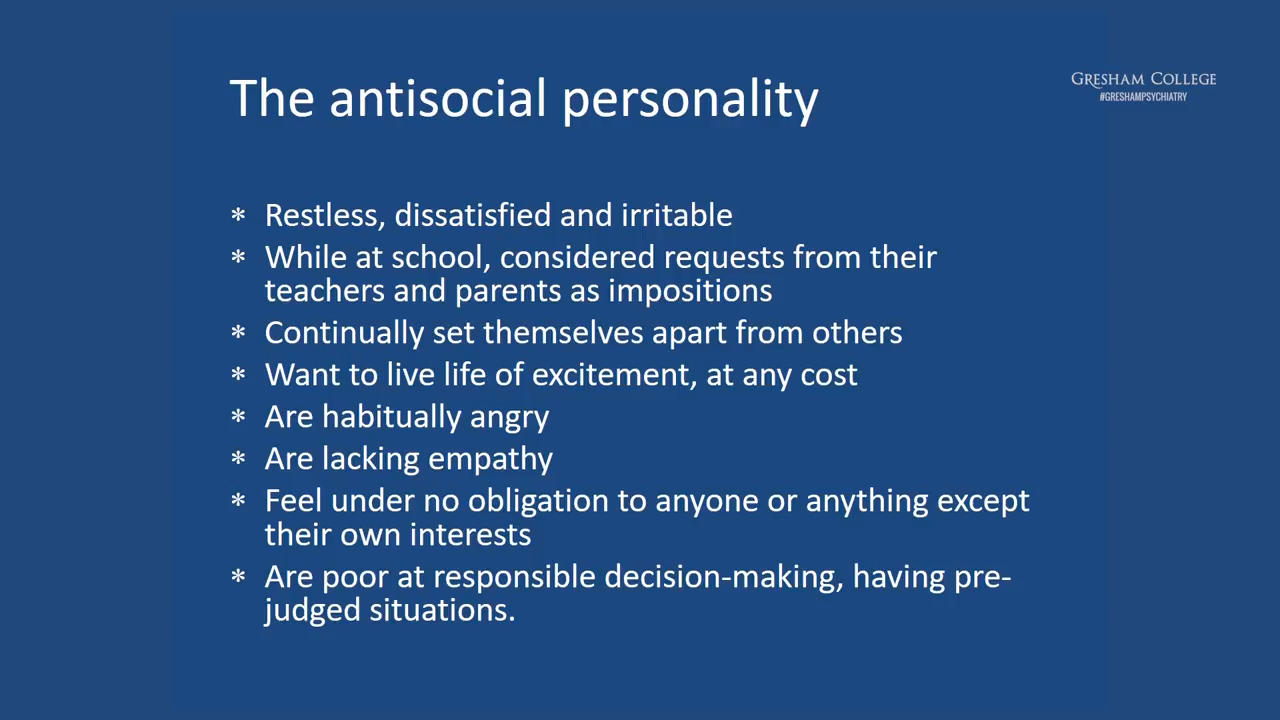 The antisocial personality
GRESHAM COLLEGE
#GRESHAMPSYCHIATRY
* Restless, dissatisfied and irritable
* While at school, considered requests from their
teachers and parents as impositions
* Continually set themselves apart from others
* Want to live life of excitement, at any cost
* Are habitually angry
* Are lacking empathy
* Feel under no obligation to anyone or anything except
their own interests
* Are poor at responsible decision-making, having pre-
judged situations.